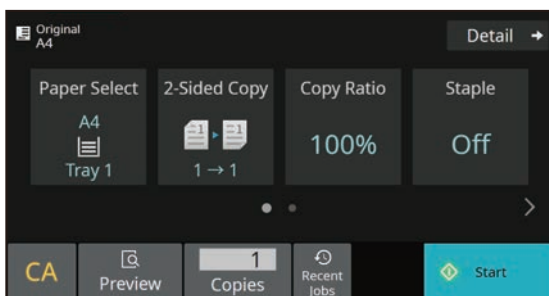 Original
A4
Detail
Paper Select
2-Sided Copy
Copy Ratio
Staple
A4
Tray 1
1 → 1
100%
Off
CA
Preview
1
Copies
Recent
Jobs
Start